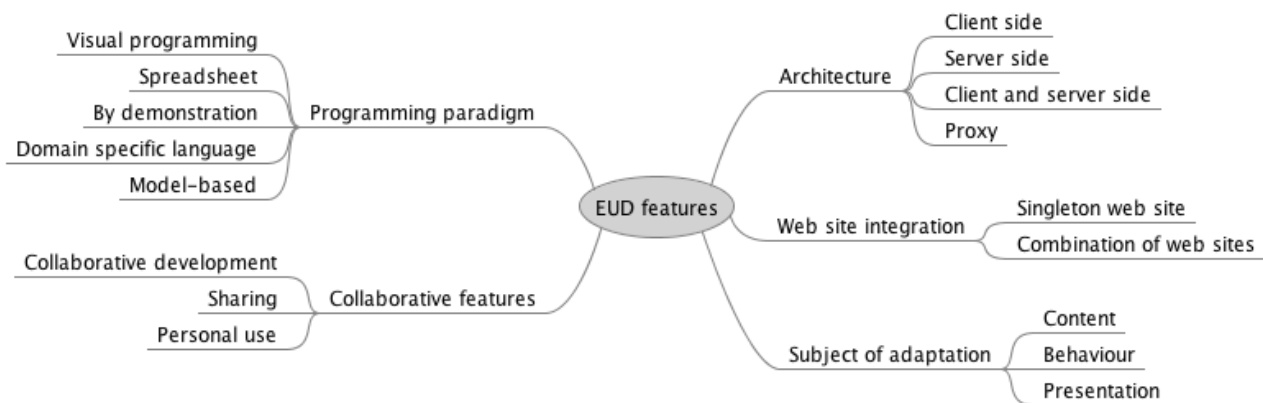 Visual programming
Spreadsheet
By demonstration
Domain specific language
Model-based
Programming paradigm
Collaborative development
Sharing
Personal use
Collaborative features
EUD features
Architecture
Client side
Server side
Client and server side
Proxy
Web site integration
Singleton web site
Combination of web sites
Subject of adaptation
Content
Behaviour
Presentation